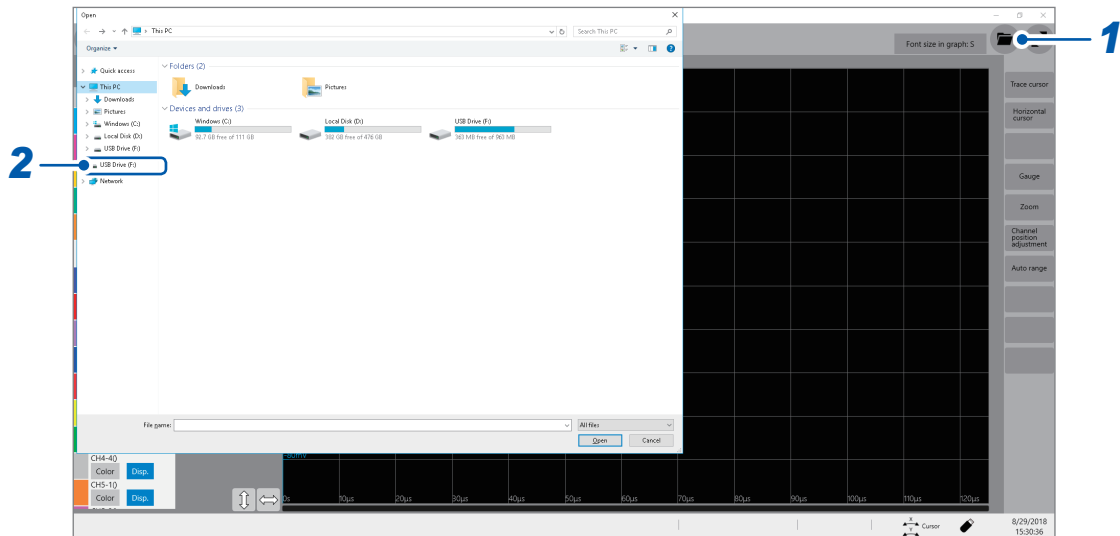 Open
This PC
Search This PC
Font size in graph: S
1
Organize
Quick access
This PC
Downloads
Pictures
Windows (C:)
Local Disk (D:)
USB Drive (F:)
2
USB Drive (F:)
Network
Folders (2)
Downloads
Pictures
Devices and drives (3)
Windows (C:)
92.7 GB free of 111 GB
Local Disk (D:)
362 GB free of 476 GB
USB Drive (F:)
363 MB free of 963 MB
File name:
All files
Open
Cancel
Trace cursor
Horizontal
cursor
Gauge
Zoom
Channel
position
adjustment
Auto range
CH4-4()
Color
Disp.
CH5-1()
Color
Disp.
-80mV
0s
10µs
20µs
30µs
40µs
50µs
60µs
70µs
80µs
90µs
100µs
110µs
120µs
X
Y
Cursor
8/29/2018
15:30:36